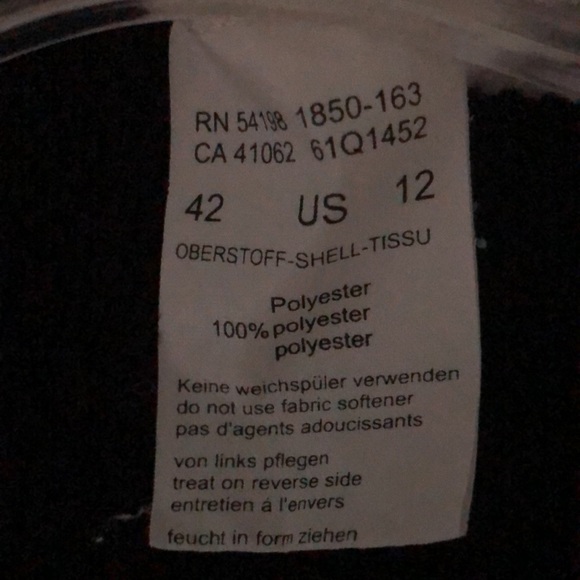 RN 54198 1850-163
CA 41062 61Q1452
42 US 12
OBERSTOFF-SHELL-TISSU
Polyester
100% polyester
polyester
Keine weichspüler verwenden
do not use fabric softener
pas d'agents adoucissants
von links pflegen
treat on reverse side
entretien á l'envers
feucht in form ziehen